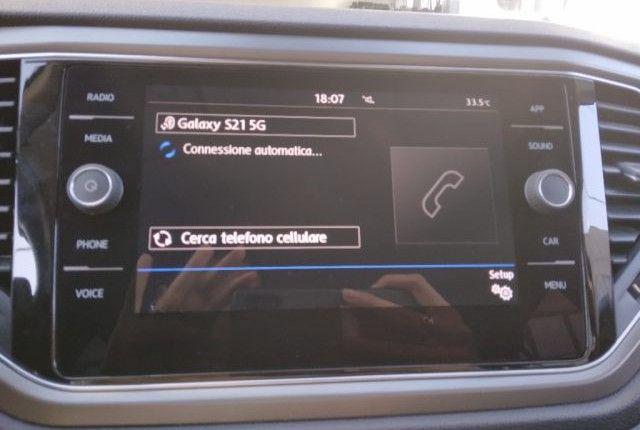 RADIO
MEDIA
PHONE
VOICE
18:07
33.5°C
Galaxy S21 5G
Connessione automatica...
Cerca telefono cellulare
Setup
APP
SOUND
CAR
MENU